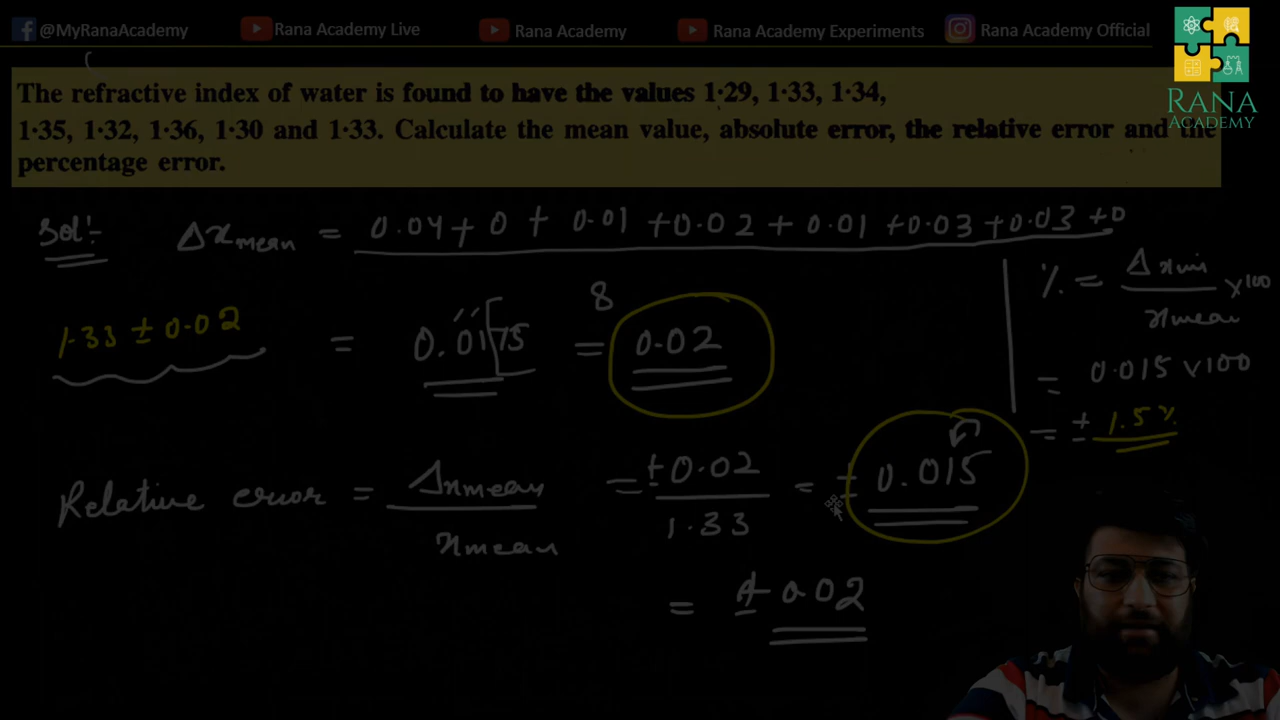 @MyRanaAcademy Rana Academy Live Rana Academy Rana Academy Experiments Rana Academy Official
RANA
ACADEMY
The refractive index of water is found to have the values 1·29, 1·33, 1·34,
1·35, 1·32, 1·36, 1·30 and 1·33. Calculate the mean value, absolute error, the relative error and the
percentage error.
Sol:- Δxmean = 0.04 + 0 + 0.01 + 0.02 + 0.01 + 0.03 + 0.03 + 0
8
1.33 ± 0.02 = 0.0175 = 0.02
% = Δxm / xmean × 100
= 0.015 × 100
= ± 1.5%
Relative error = Δxmean / xmean = ±0.02 / 1.33 = ± 0.015
= ± 0.02